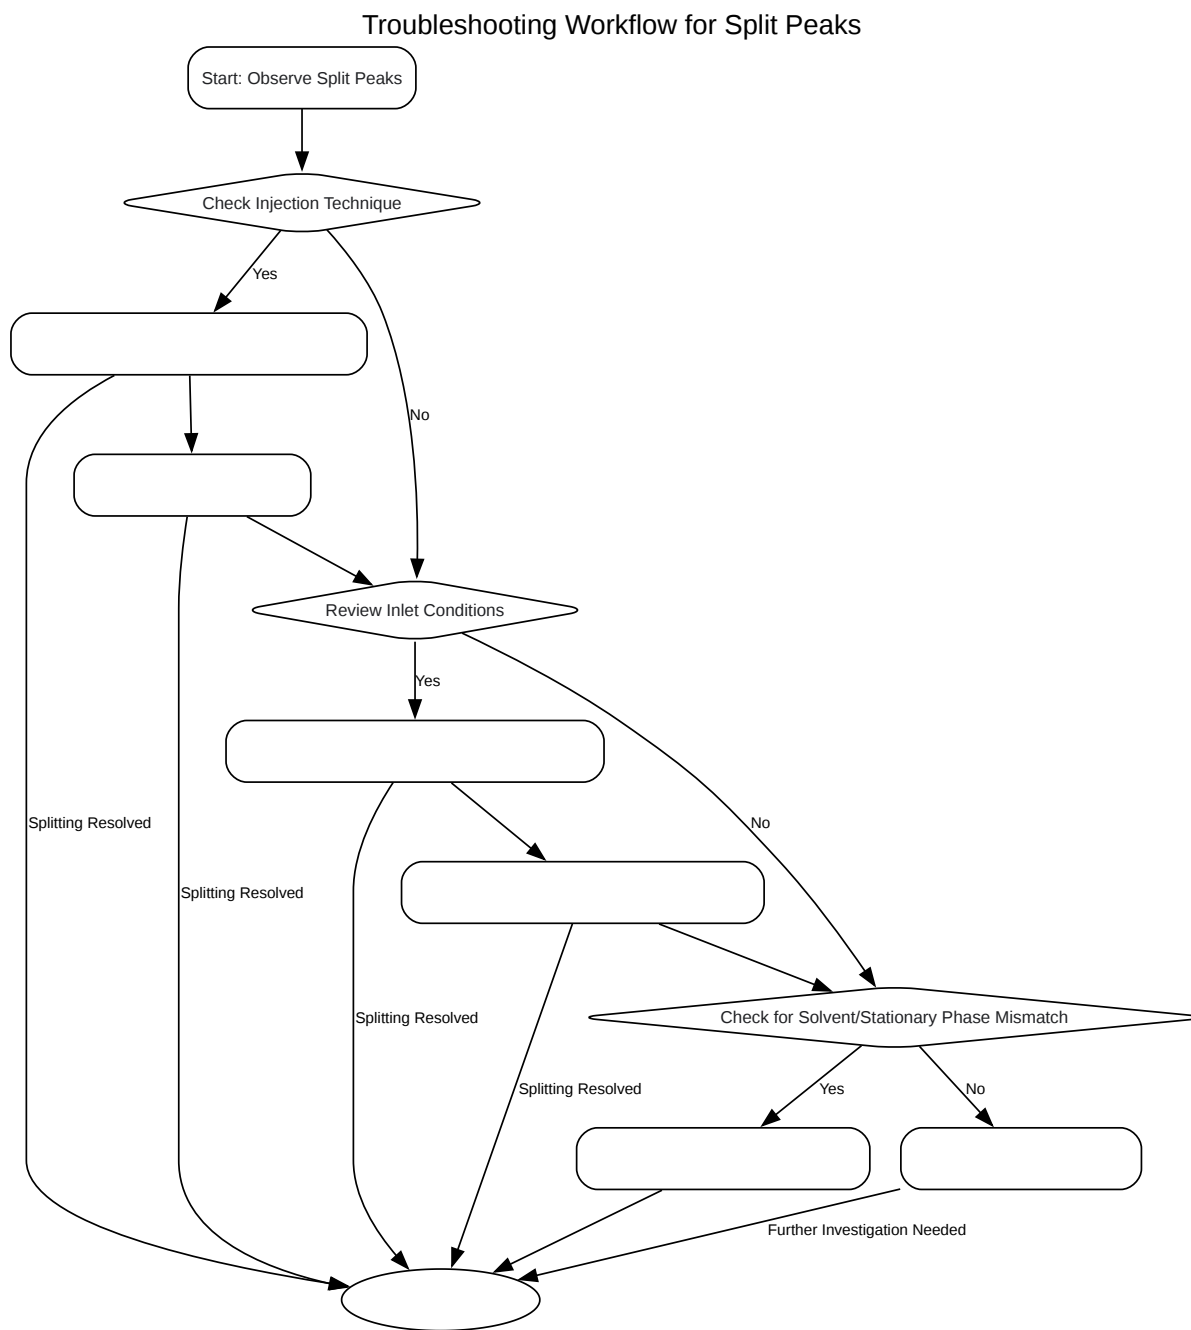 Troubleshooting Workflow for Split Peaks
Start: Observe Split Peaks
Check Injection Technique
Yes
No
Review Inlet Conditions
Yes
Splitting Resolved
No
Splitting Resolved
Splitting Resolved
Check for Solvent/Stationary Phase Mismatch
Splitting Resolved
Yes
No
Further Investigation Needed